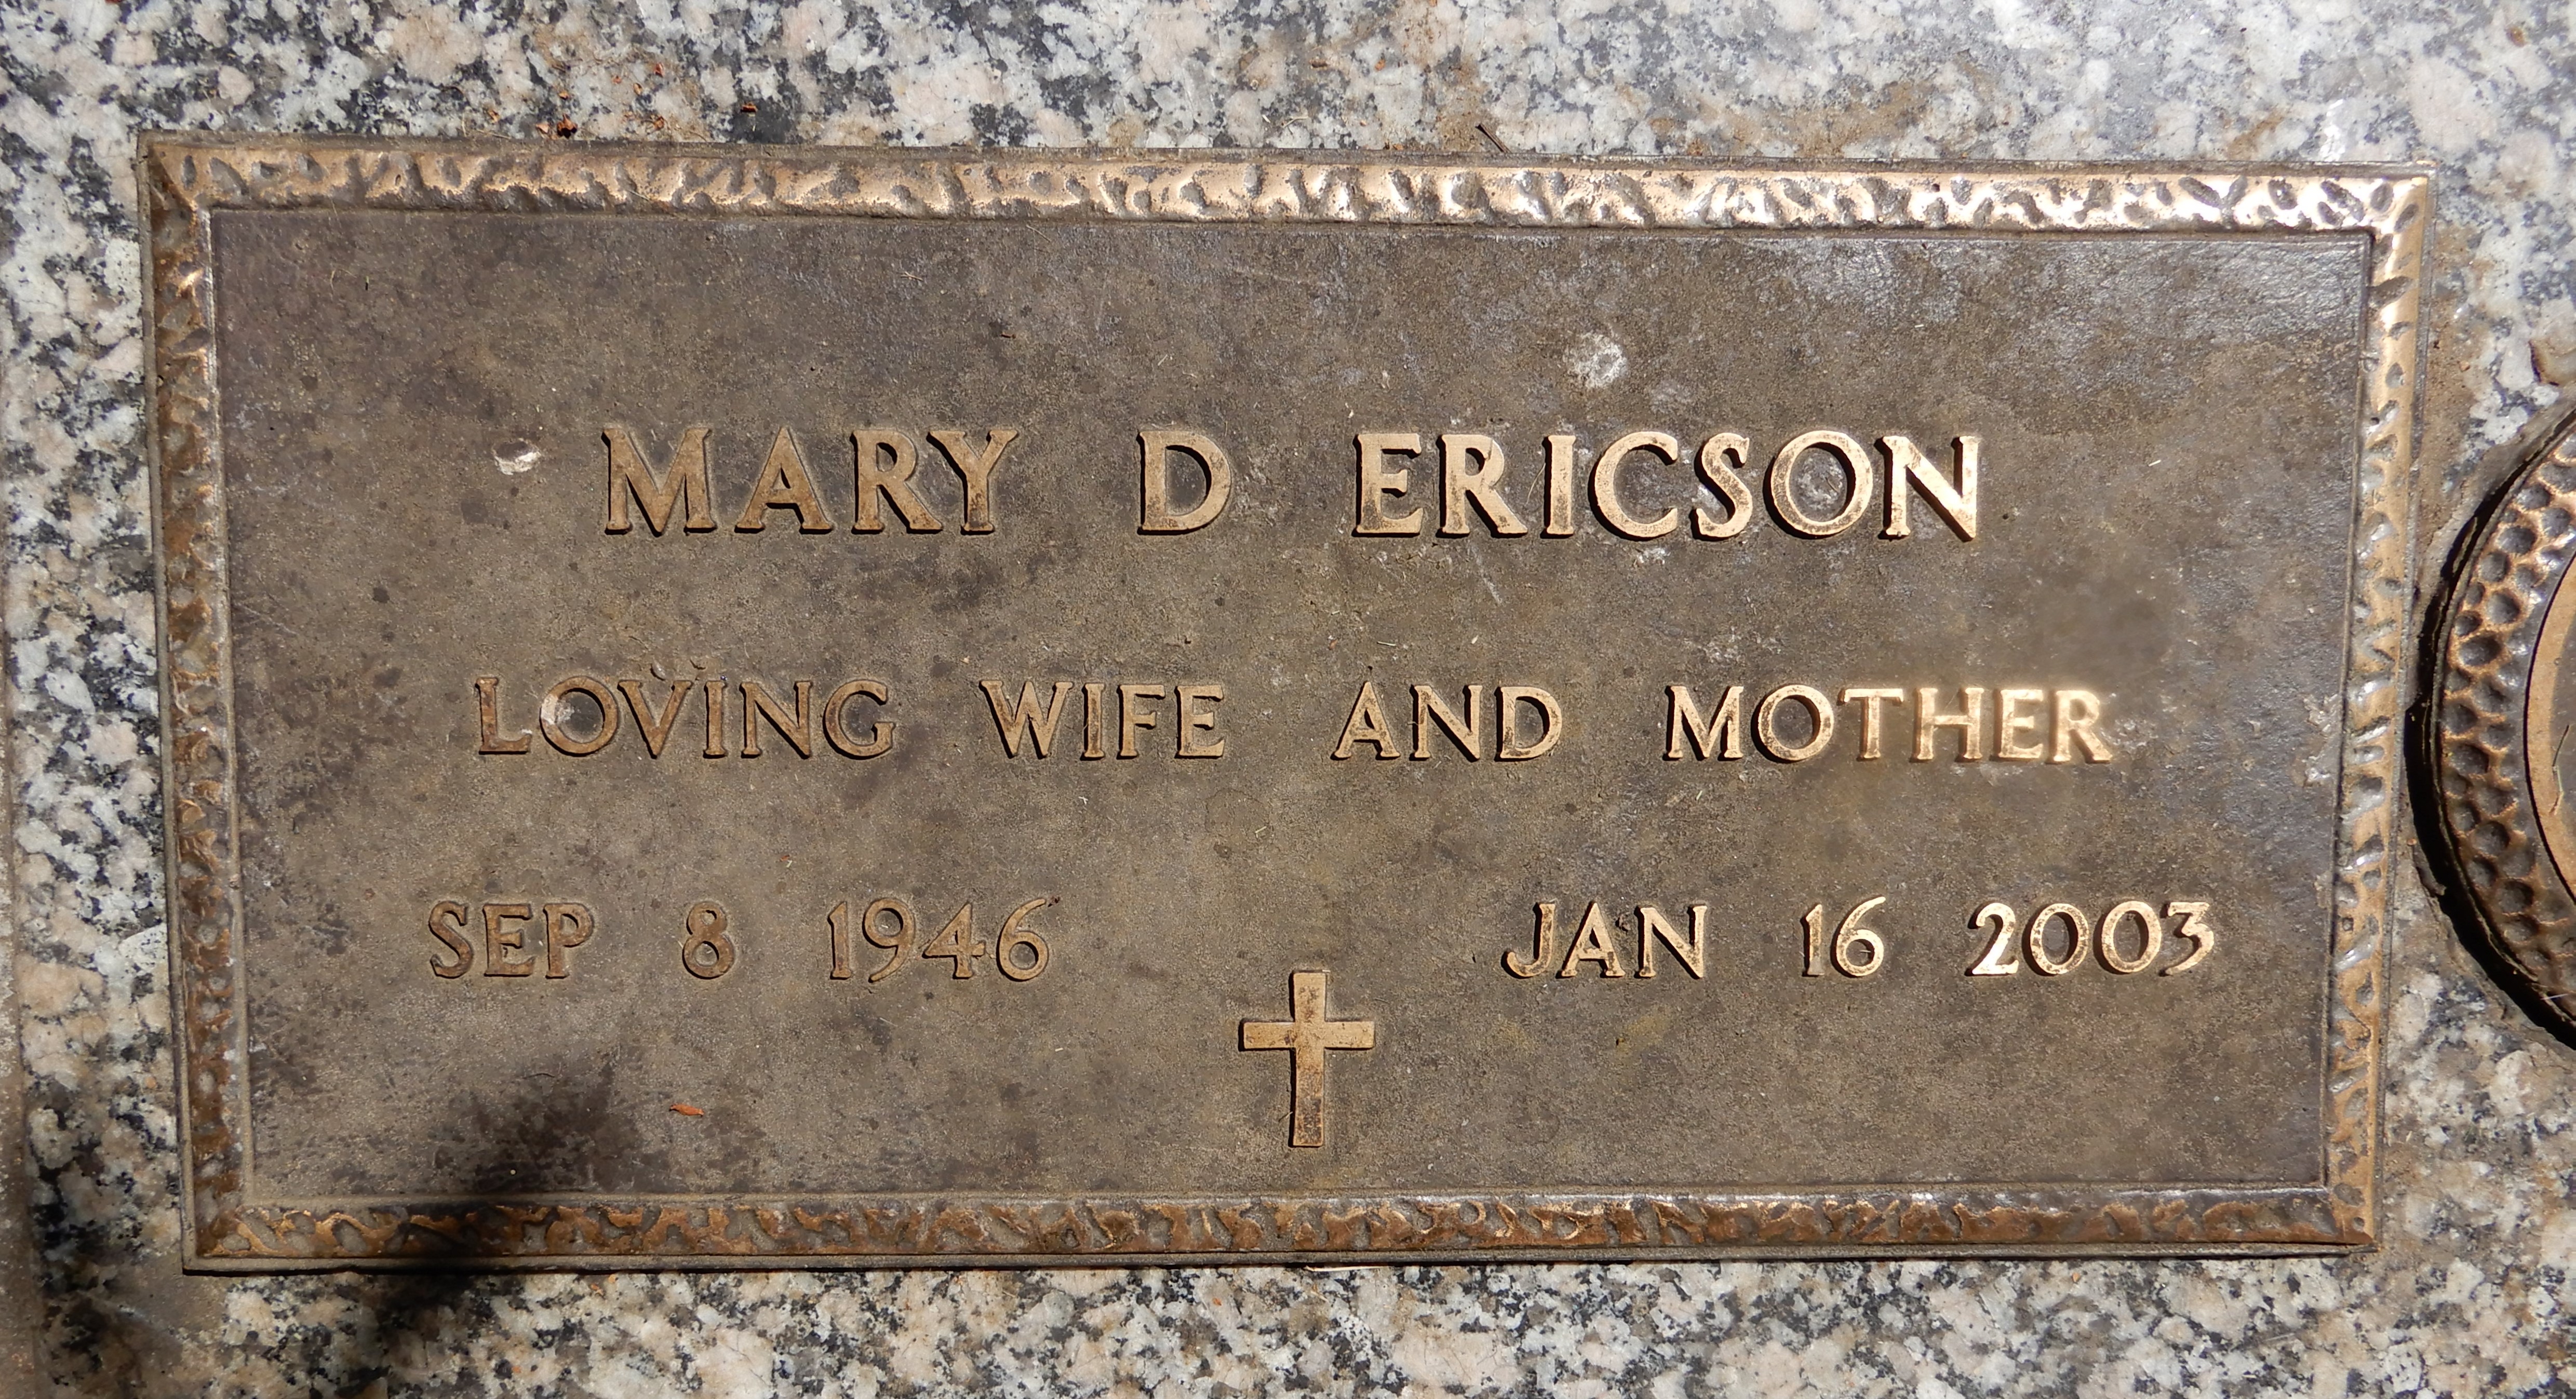 MARY D ERICSON
LOVING WIFE AND MOTHER
SEP 8 1946 JAN 16 2003